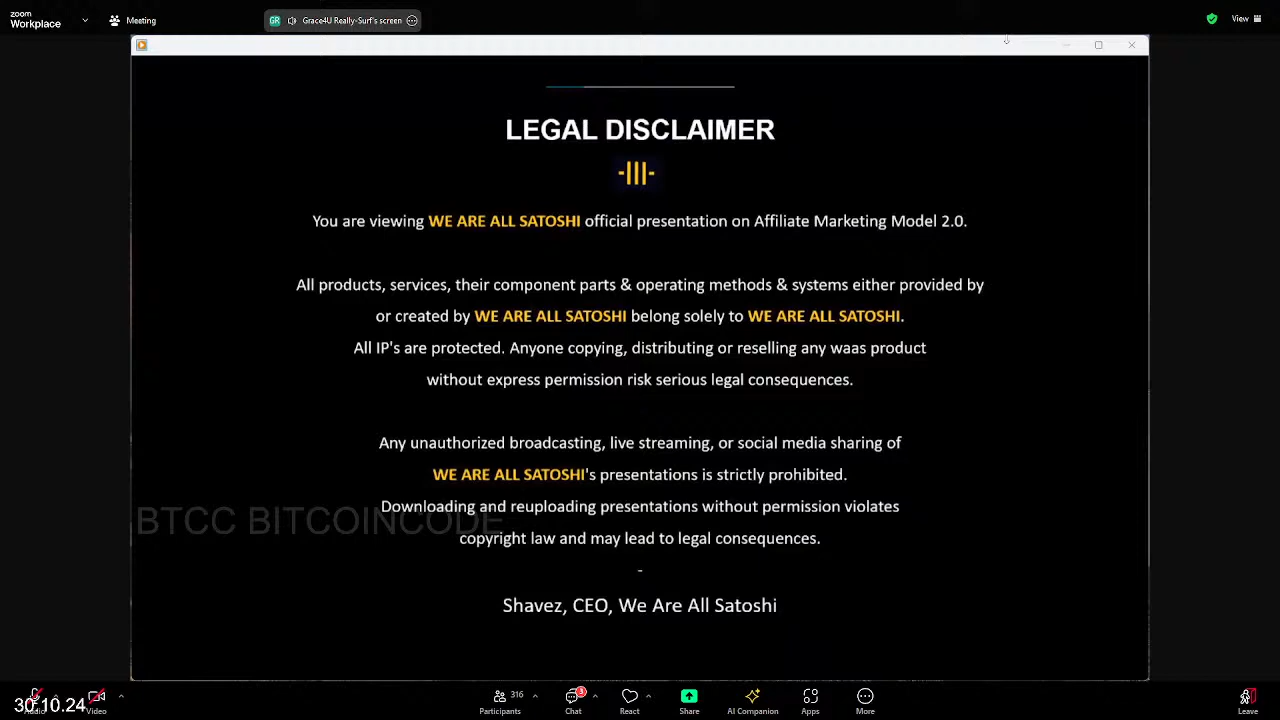 zoom
Workplace
Meeting
GR
Grace4U Really-Surf's screen
View
LEGAL DISCLAIMER
You are viewing WE ARE ALL SATOSHI official presentation on Affiliate Marketing Model 2.0.
All products, services, their component parts & operating methods & systems either provided by
or created by WE ARE ALL SATOSHI belong solely to WE ARE ALL SATOSHI.
All IP's are protected. Anyone copying, distributing or reselling any waas product
without express permission risk serious legal consequences.
Any unauthorized broadcasting, live streaming, or social media sharing of
WE ARE ALL SATOSHI's presentations is strictly prohibited.
Downloading and reuploading presentations without permission violates
BTCC BITCOINCODE
copyright law and may lead to legal consequences.
-
Shavez, CEO, We Are All Satoshi
30.10.24
Audio
Video
316
Participants
3
Chat
React
Share
AI Companion
Apps
More
Leave